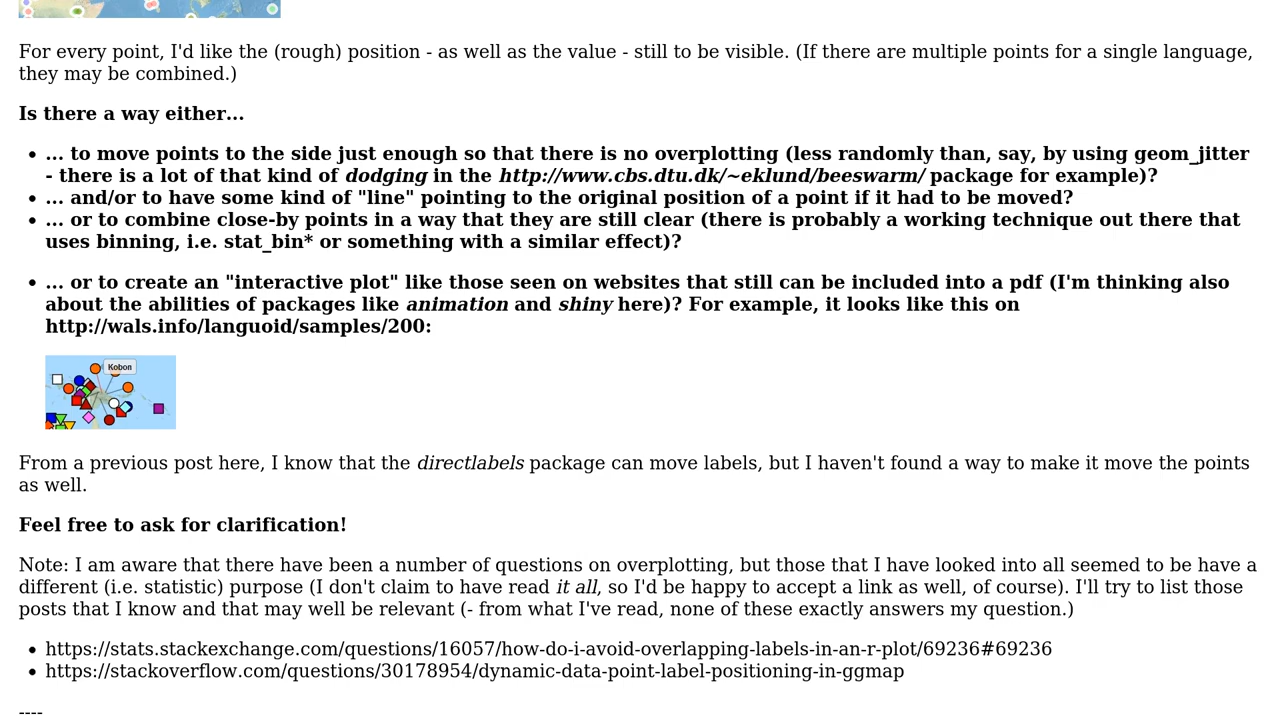 For every point, I'd like the (rough) position - as well as the value - still to be visible. (If there are multiple points for a single language,
they may be combined.)
Is there a way either...
• ... to move points to the side just enough so that there is no overplotting (less randomly than, say, by using geom_jitter
- there is a lot of that kind of dodging in the http://www.cbs.dtu.dk/~eklund/beeswarm/ package for example)?
• ... and/or to have some kind of "line" pointing to the original position of a point if it had to be moved?
• ... or to combine close-by points in a way that they are still clear (there is probably a working technique out there that
uses binning, i.e. stat_bin* or something with a similar effect)?
• ... or to create an "interactive plot" like those seen on websites that still can be included into a pdf (I'm thinking also
about the abilities of packages like animation and shiny here)? For example, it looks like this on
http://wals.info/languoid/samples/200:
Kobon
From a previous post here, I know that the directlabels package can move labels, but I haven't found a way to make it move the points
as well.
Feel free to ask for clarification!
Note: I am aware that there have been a number of questions on overplotting, but those that I have looked into all seemed to be have a
different (i.e. statistic) purpose (I don't claim to have read it all, so I'd be happy to accept a link as well, of course). I'll try to list those
posts that I know and that may well be relevant (- from what I've read, none of these exactly answers my question.)
• https://stats.stackexchange.com/questions/16057/how-do-i-avoid-overlapping-labels-in-an-r-plot/69236#69236
• https://stackoverflow.com/questions/30178954/dynamic-data-point-label-positioning-in-ggmap
----